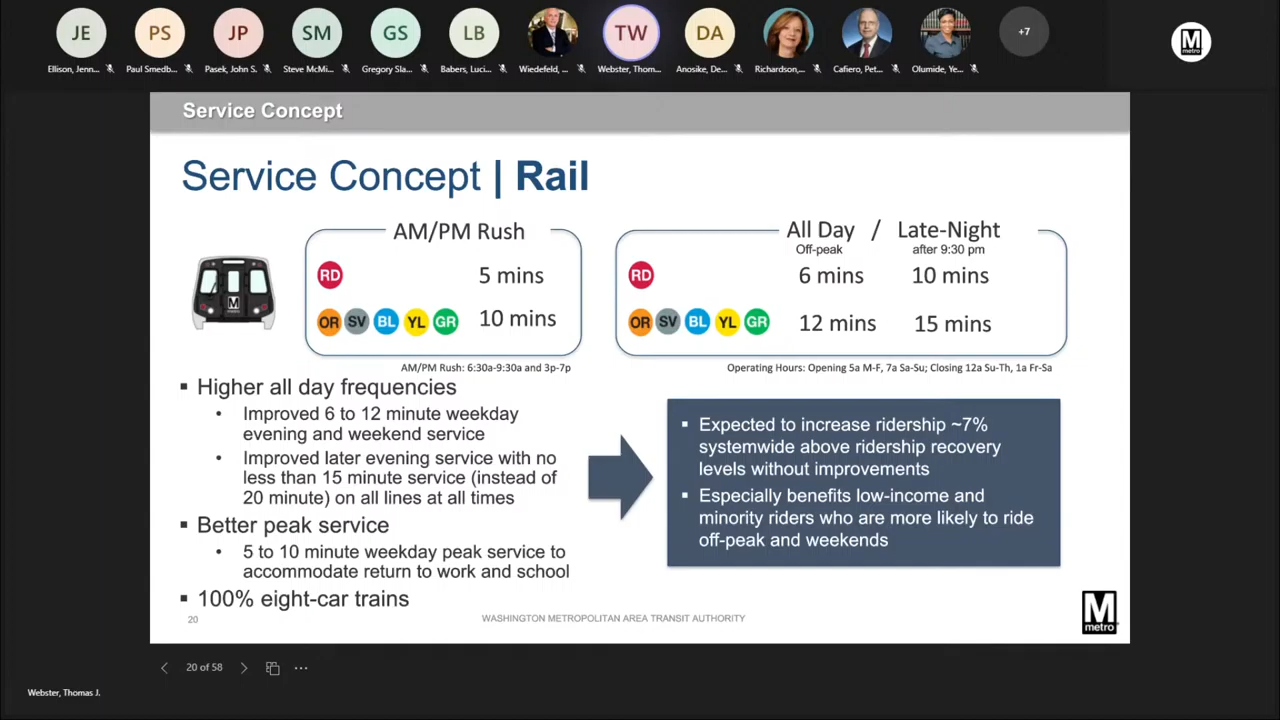 JE
PS
JP
SM
GS
LB
TW
DA
+7
M
metro
Ellison, Jenn...
Paul Smedb...
Pasek, John S.
Steve McMi...
Gregory Sla...
Babers, Luci...
Wiedefeld, ...
Webster, Thom...
Anosike, De...
Richardson,...
Cafiero, Pet...
Olumide, Ye...
Service Concept
Service Concept | Rail
AM/PM Rush
RD 5 mins
OR SV BL YL GR 10 mins
AM/PM Rush: 6:30a-9:30a and 3p-7p
All Day / Late-Night
Off-peak after 9:30 pm
RD 6 mins 10 mins
OR SV BL YL GR 12 mins 15 mins
Operating Hours: Opening 5a M-F, 7a Sa-Su; Closing 12a Su-Th, 1a Fr-Sa
M
▪ Higher all day frequencies
• Improved 6 to 12 minute weekday
evening and weekend service
• Improved later evening service with no
less than 15 minute service (instead of
20 minute) on all lines at all times
▪ Better peak service
• 5 to 10 minute weekday peak service to
accommodate return to work and school
▪ 100% eight-car trains
▪ Expected to increase ridership ~7%
systemwide above ridership recovery
levels without improvements
▪ Especially benefits low-income and
minority riders who are more likely to ride
off-peak and weekends
20
WASHINGTON METROPOLITAN AREA TRANSIT AUTHORITY
M
metro
20 of 58
Webster, Thomas J.